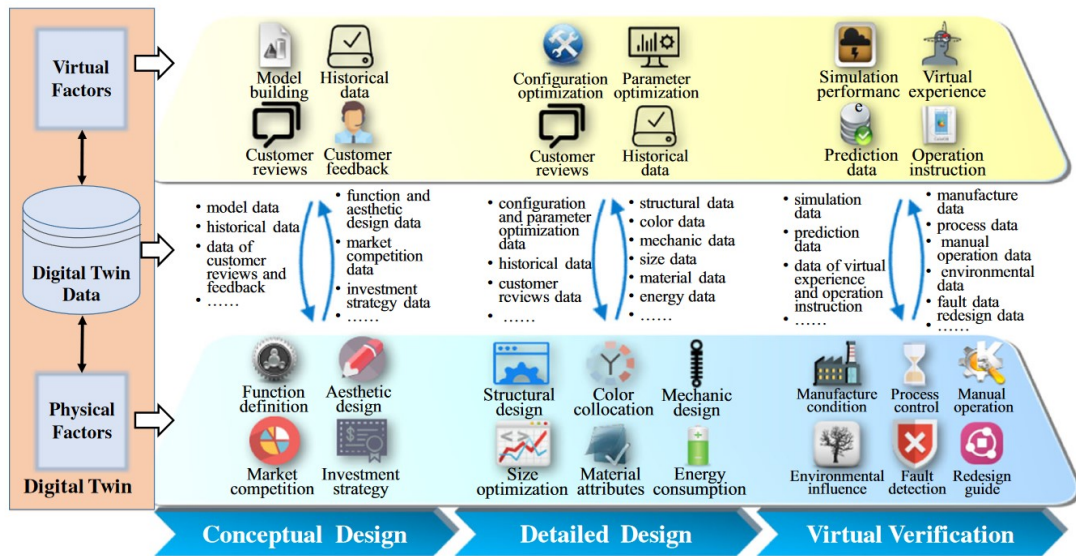 Virtual
Factors
Digital Twin
Data
Physical
Factors
Digital Twin
Model
building
Historical
data
Customer
reviews
Customer
feedback
Configuration
optimization
Parameter
optimization
Customer
reviews
Historical
data
Simulation
performanc
e
Virtual
experience
Prediction
data
Operation
instruction
• model data
• historical data
• data of
customer
reviews and
feedback
• ……
• function and
aesthetic
design data
• market
competition
data
• investment
strategy data
• ……
• configuration
and parameter
optimization
data
• historical data
• customer
reviews data
• ……
• structural data
• color data
• mechanic data
• size data
• material data
• energy data
• ……
• simulation
data
• prediction
data
• data of virtual
experience
and operation
instruction
• ……
• manufacture
data
• process data
• manual
operation data
• environmental
data
• fault data
redesign data
• ……
Function
definition
Aesthetic
design
Market
competition
Investment
strategy
Structural
design
Color
collocation
Mechanic
design
Size
optimization
Material
attributes
Energy
consumption
Manufacture
condition
Process
control
Manual
operation
Environmental
influence
Fault
detection
Redesign
guide
Conceptual Design
Detailed Design
Virtual Verification